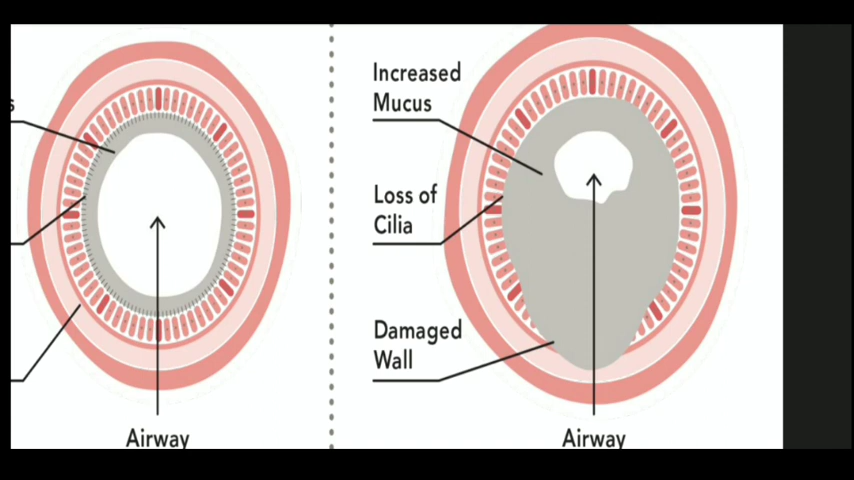 s
Increased
Mucus
Loss of
Cilia
Damaged
Wall
Airway
Airway